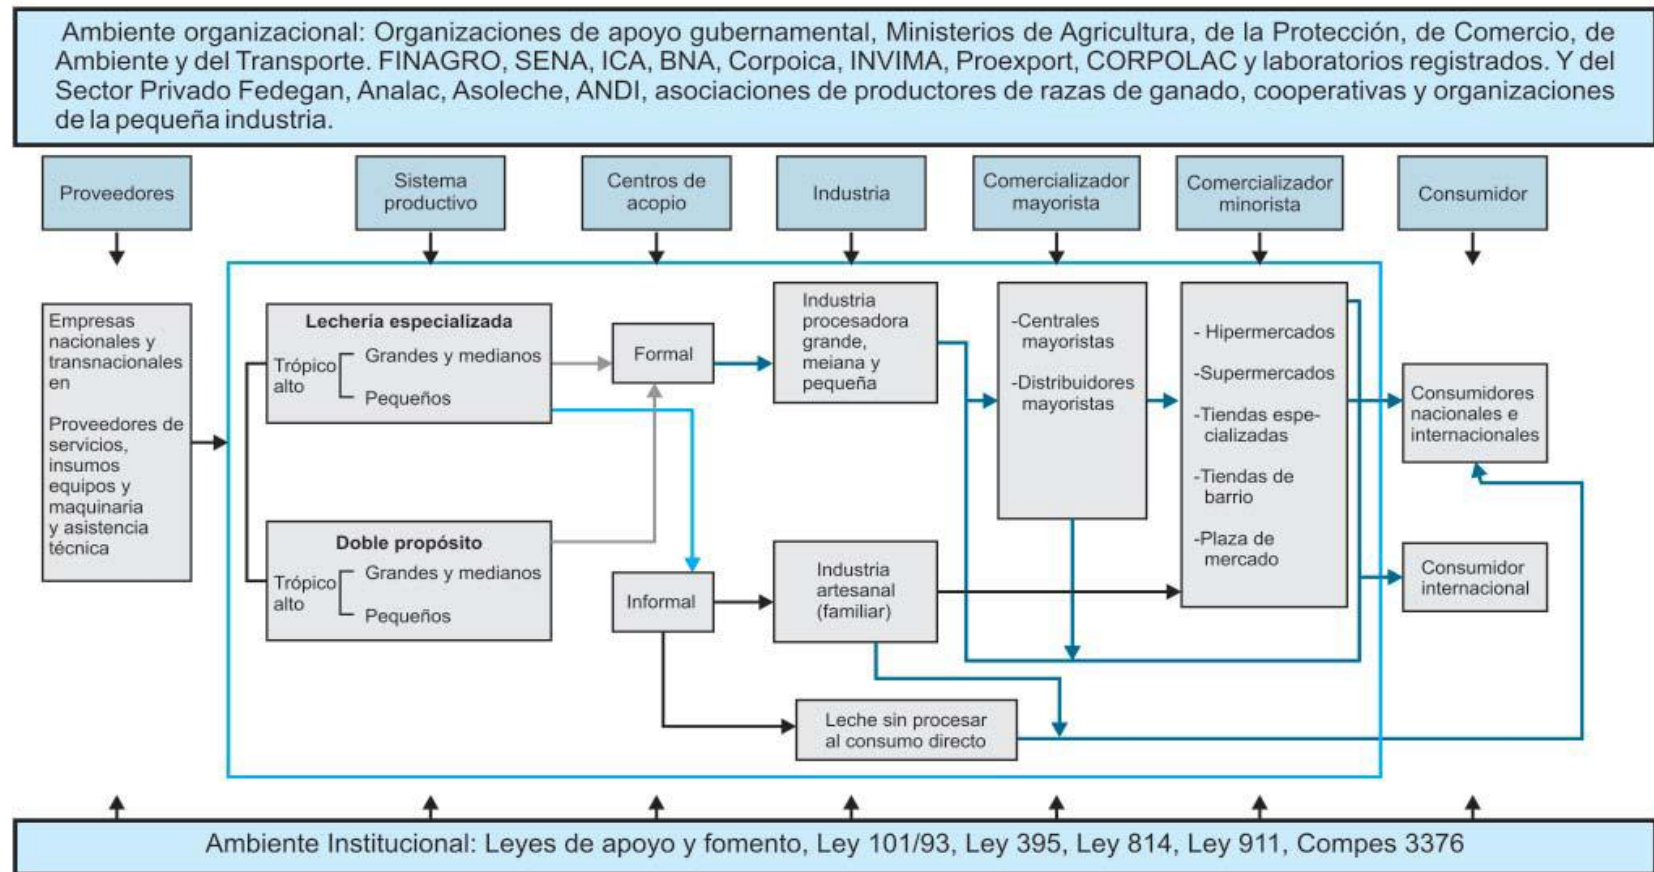 Ambiente organizacional: Organizaciones de apoyo gubernamental, Ministerios de Agricultura, de la Protección, de Comercio, de
Ambiente y del Transporte. FINAGRO, SENA, ICA, BNA, Corpoica, INVIMA, Proexport, CORPOLAC y laboratorios registrados. Y del
Sector Privado Fedegan, Analac, Asoleche, ANDI, asociaciones de productores de razas de ganado, cooperativas y organizaciones
de la pequeña industria.
Proveedores
Sistema
productivo
Centros de
acopio
Industria
Comercializador
mayorista
Comercializador
minorista
Consumidor
Empresas
nacionales y
transnacionales
en
Proveedores de
servicios,
insumos
equipos y
maquinaria
y asistencia
técnica
Lechería especializada
Trópico
alto
Grandes y medianos
Pequeños
Doble propósito
Trópico
alto
Grandes y medianos
Pequeños
Formal
Informal
Industria
procesadora
grande,
meiana y
pequeña
Industria
artesanal
(familiar)
Leche sin procesar
al consumo directo
-Centrales
mayoristas
-Distribuidores
mayoristas
- Hipermercados
-Supermercados
-Tiendas espe-
cializadas
-Tiendas de
barrio
-Plaza de
mercado
Consumidores
nacionales e
internacionales
Consumidor
internacional
Ambiente Institucional: Leyes de apoyo y fomento, Ley 101/93, Ley 395, Ley 814, Ley 911, Compes 3376